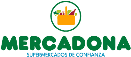 MERCADONA
SUPERMERCADOS DE CONFIANZA